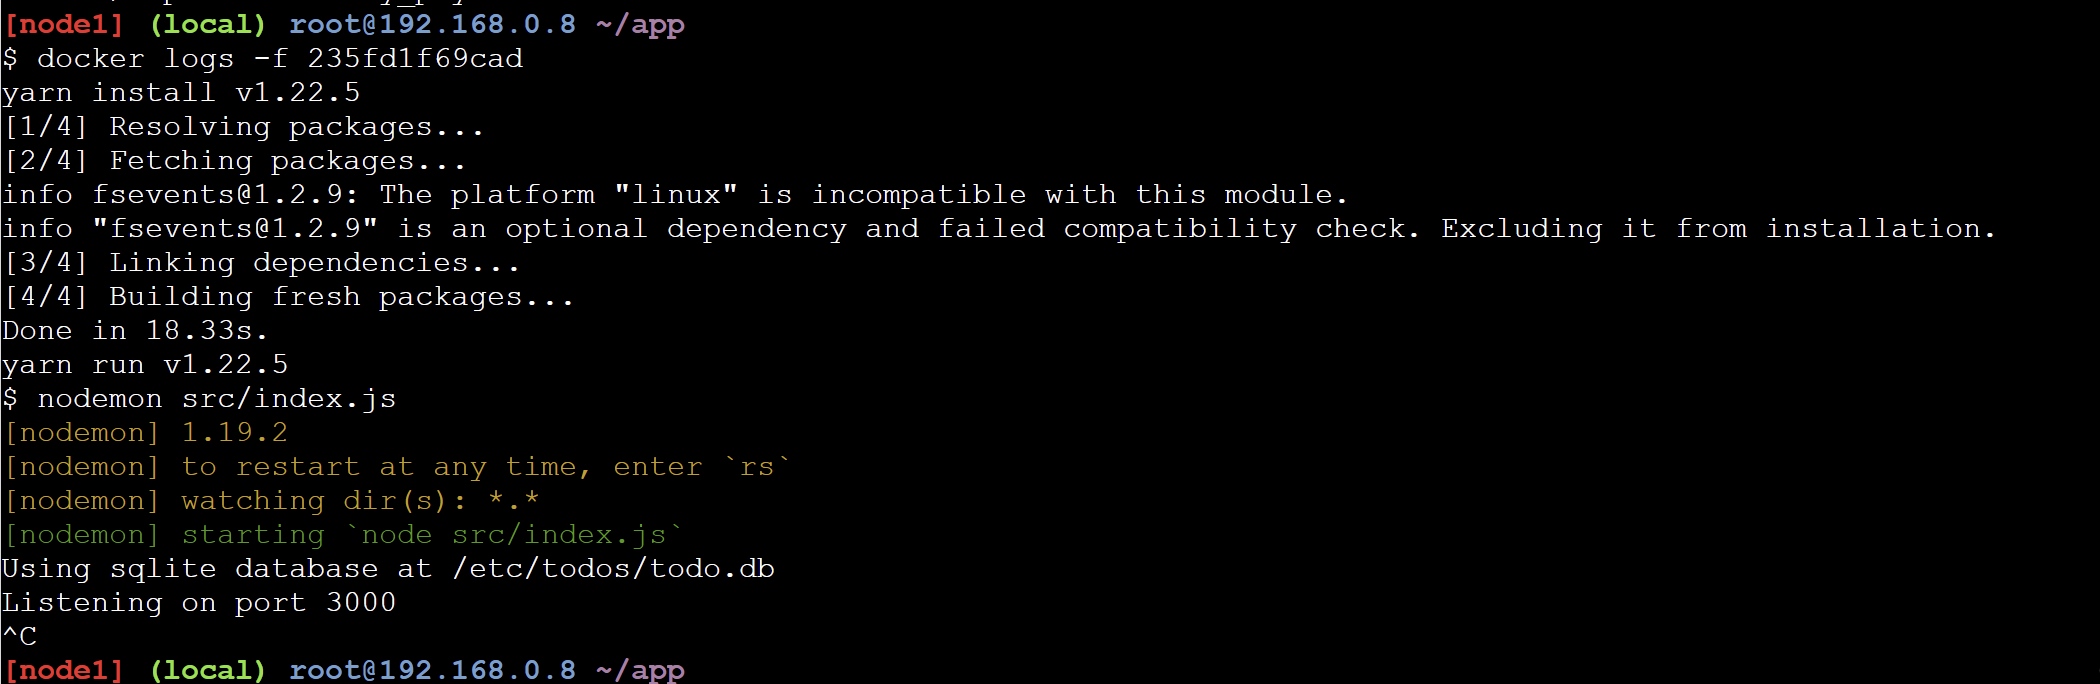 [node1] (local) root@192.168.0.8 ~/app
$ docker logs -f 235fd1f69cad
yarn install v1.22.5
[1/4] Resolving packages...
[2/4] Fetching packages...
info fsevents@1.2.9: The platform "linux" is incompatible with this module.
info "fsevents@1.2.9" is an optional dependency and failed compatibility check. Excluding it from installation.
[3/4] Linking dependencies...
[4/4] Building fresh packages...
Done in 18.33s.
yarn run v1.22.5
$ nodemon src/index.js
[nodemon] 1.19.2
[nodemon] to restart at any time, enter `rs`
[nodemon] watching dir(s): *.*
[nodemon] starting `node src/index.js`
Using sqlite database at /etc/todos/todo.db
Listening on port 3000
^C
[node1] (local) root@192.168.0.8 ~/app